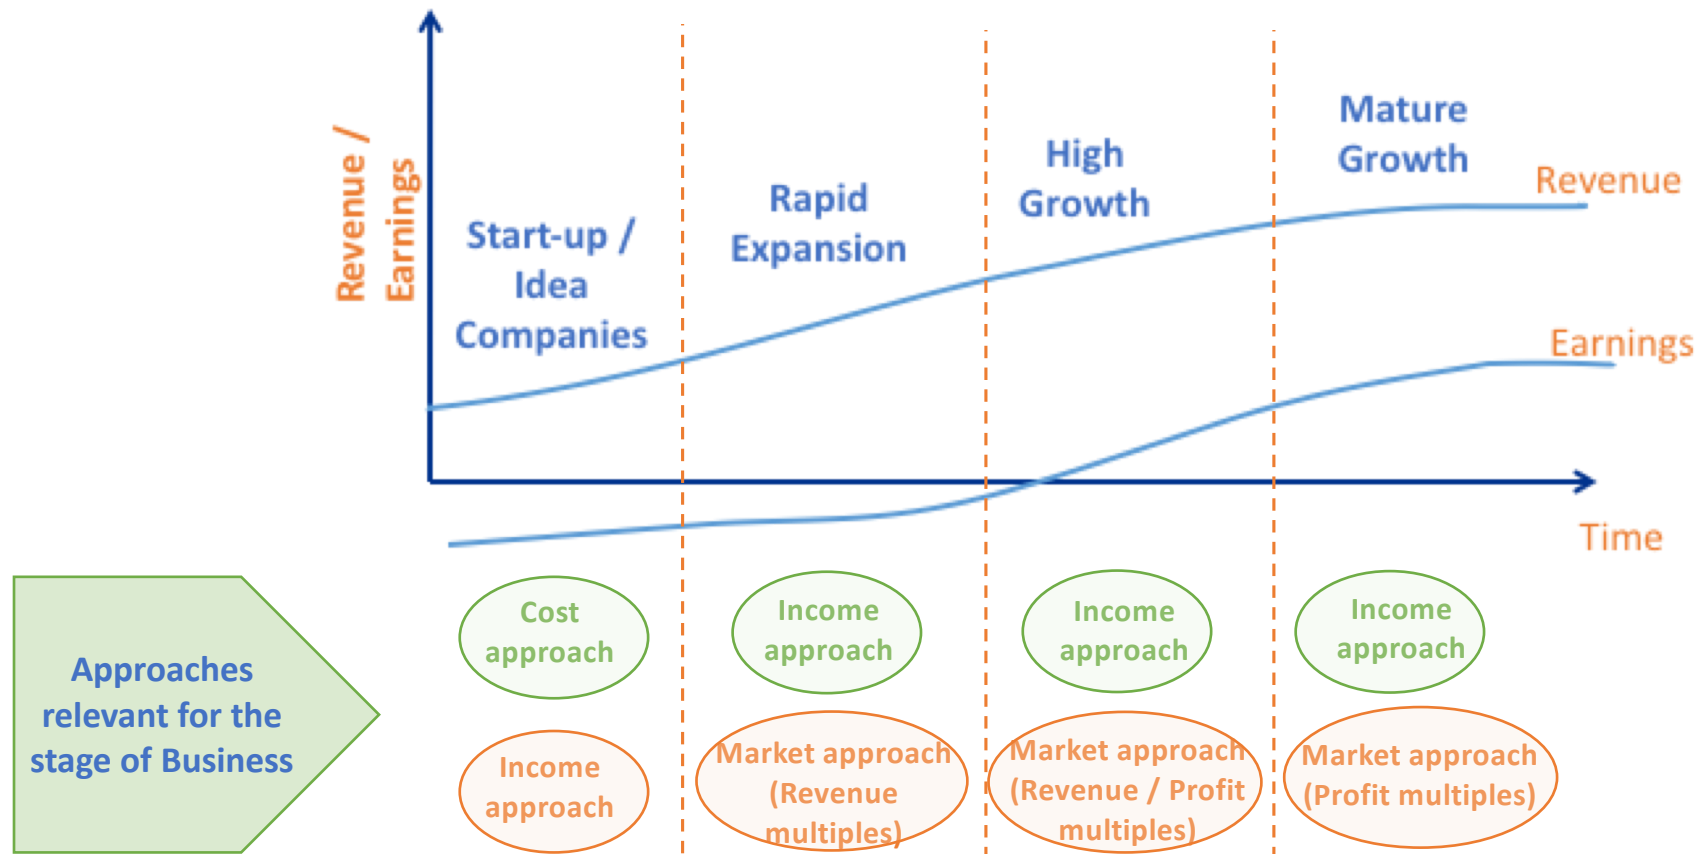 Revenue /
Earnings
Start-up /
Idea
Companies
Rapid
Expansion
High
Growth
Mature
Growth
Revenue
Earnings
Time
Approaches
relevant for the
stage of Business
Cost
approach
Income
approach
Income
approach
Income
approach
Income
approach
Market approach
(Revenue
multiples)
Market approach
(Revenue / Profit
multiples)
Market approach
(Profit multiples)